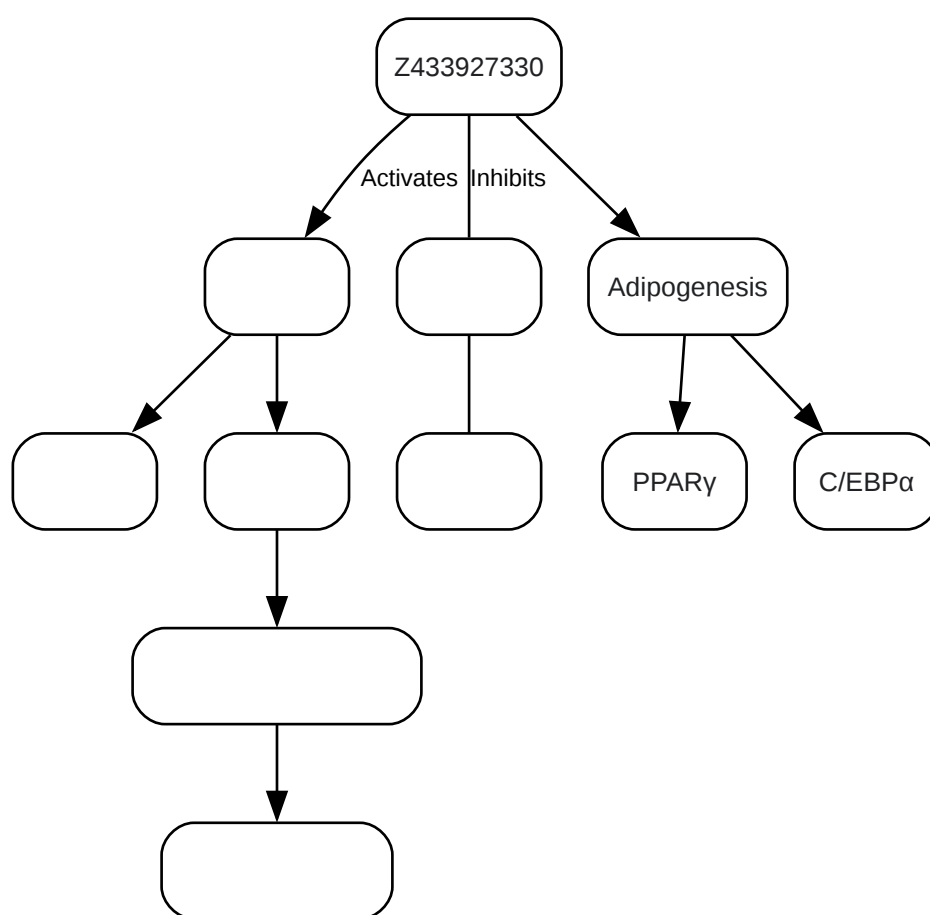 Z433927330
Activates
Inhibits
Adipogenesis
PPARγ
C/EBPα